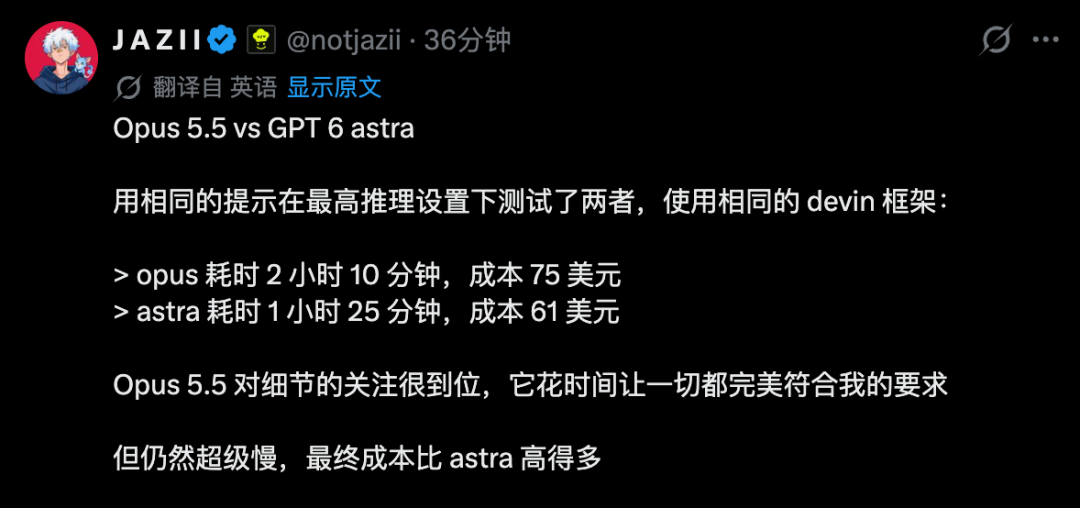 J A Z I I @notjazii · 36分钟
翻译自 英语 显示原文
Opus 5.5 vs GPT 6 astra
用相同的提示在最高推理设置下测试了两者，使用相同的 devin 框架：
> opus 耗时 2 小时 10 分钟，成本 75 美元
> astra 耗时 1 小时 25 分钟，成本 61 美元
Opus 5.5 对细节的关注很到位，它花时间让一切都完美符合我的要求
但仍然超级慢，最终成本比 astra 高得多